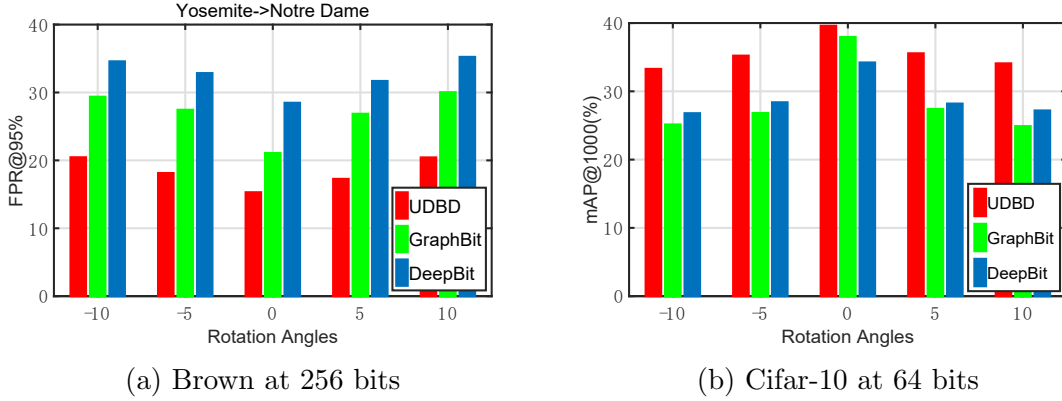 Yosemite->Notre Dame
FPR@95%
40
30
20
10
0
-10
-5
0
5
10
Rotation Angles
UDBD
GraphBit
DeepBit
(a) Brown at 256 bits
mAP@1000(%)
40
30
20
10
0
-10
-5
0
5
10
Rotation Angles
UDBD
GraphBit
DeepBit
(b) Cifar-10 at 64 bits